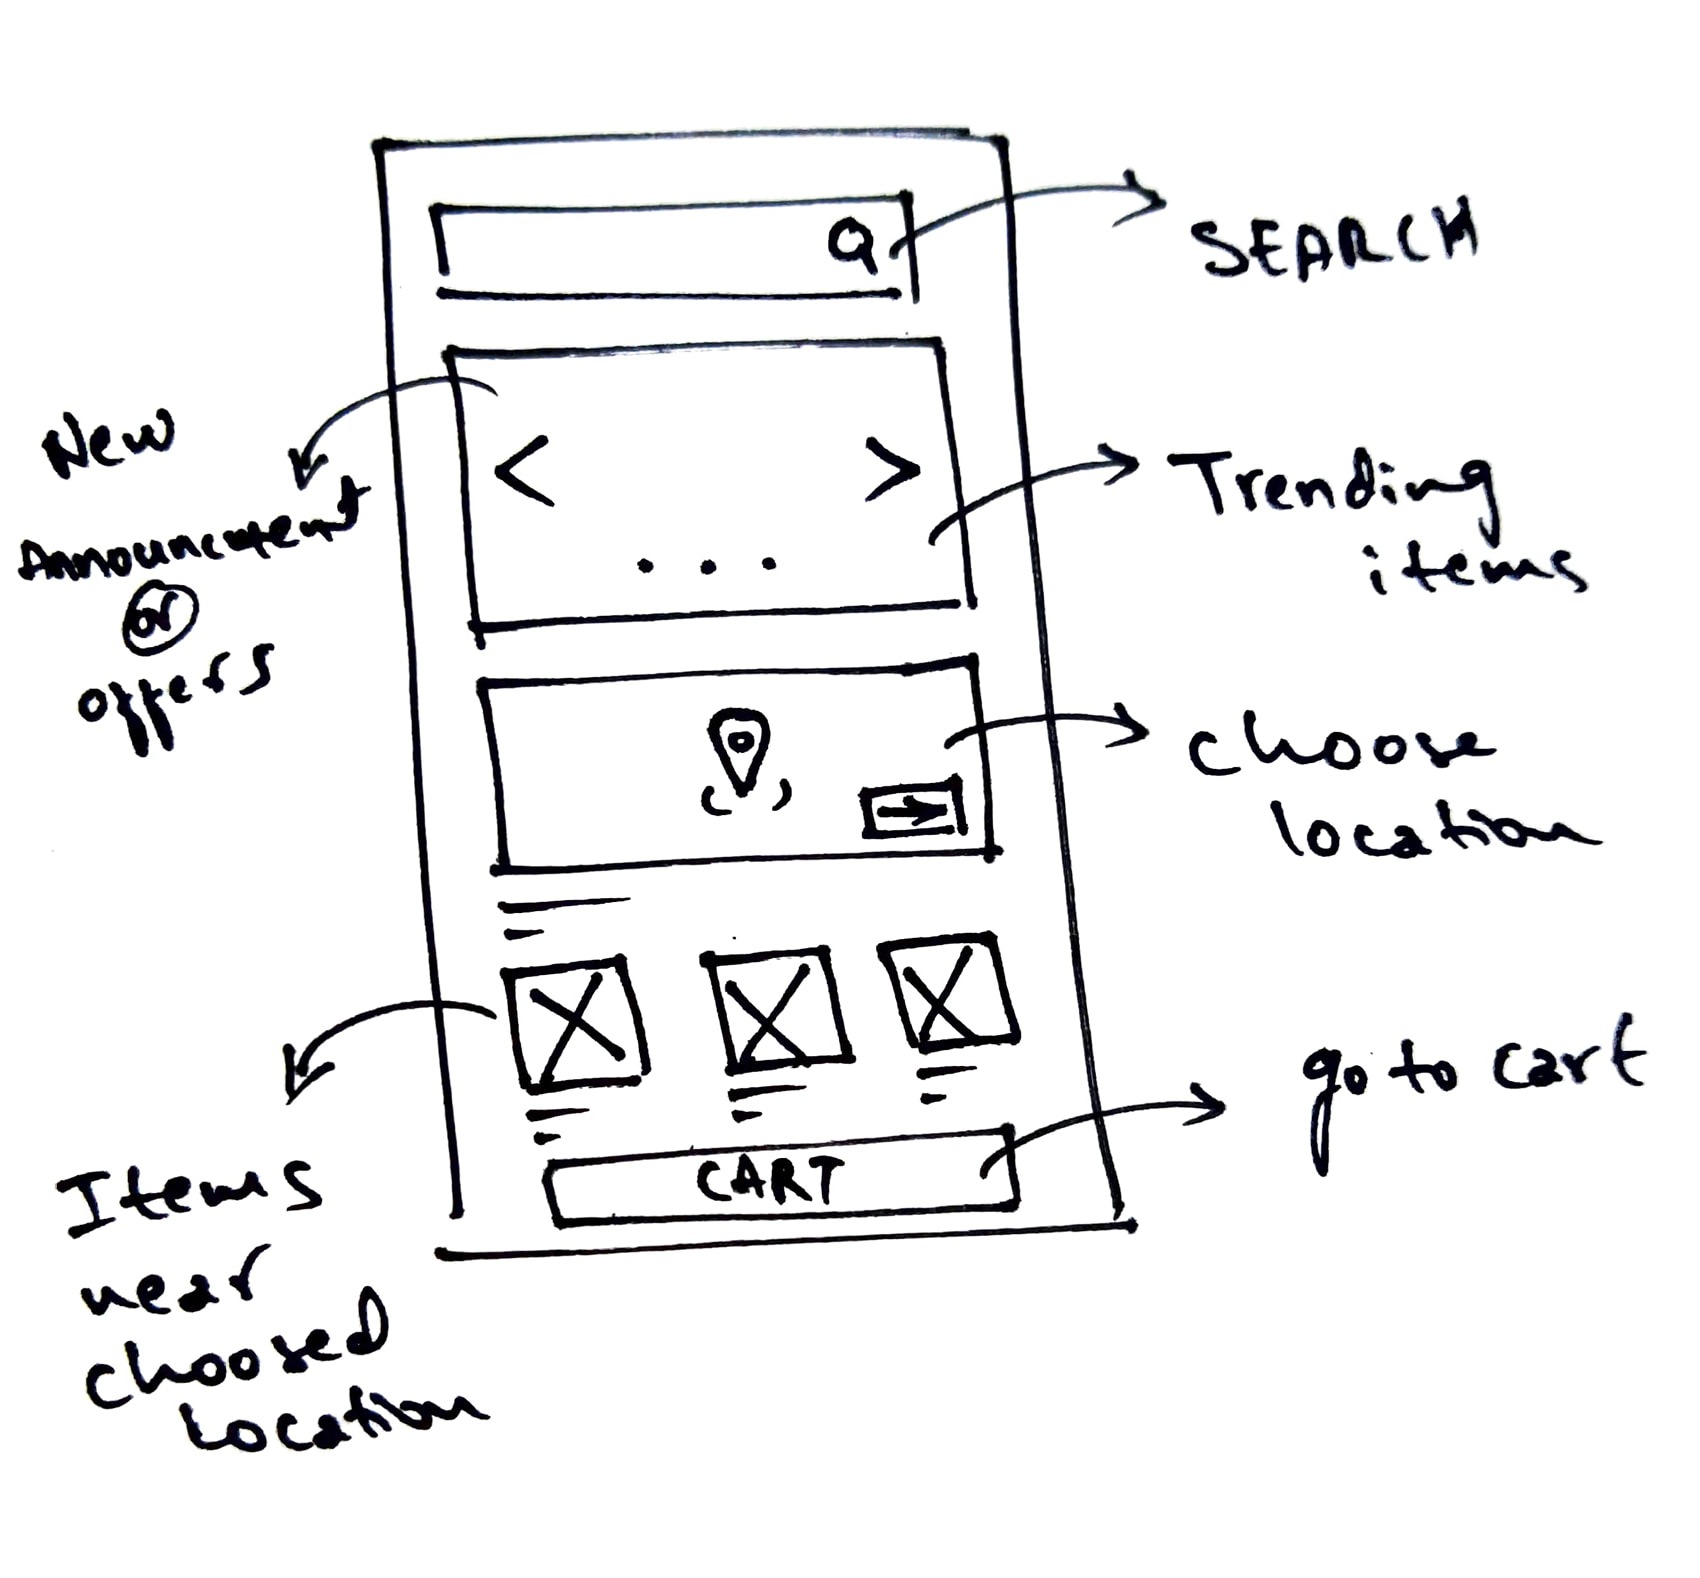 SEARCH
New
Announcement
or
offers
Trending
items
choose
location
Items
near
choosed
location
CART
go to cart